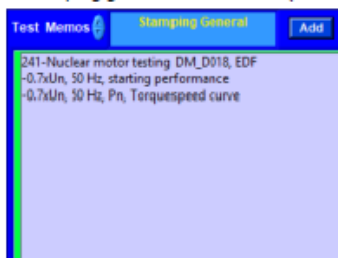 Test Memos Stamping General Add
241-Nuclear motor testing DM_D018, EDF
-0.7xUn, 50 Hz, starting performance
-0.7xUn, 50 Hz, Pn, Torquespeed curve